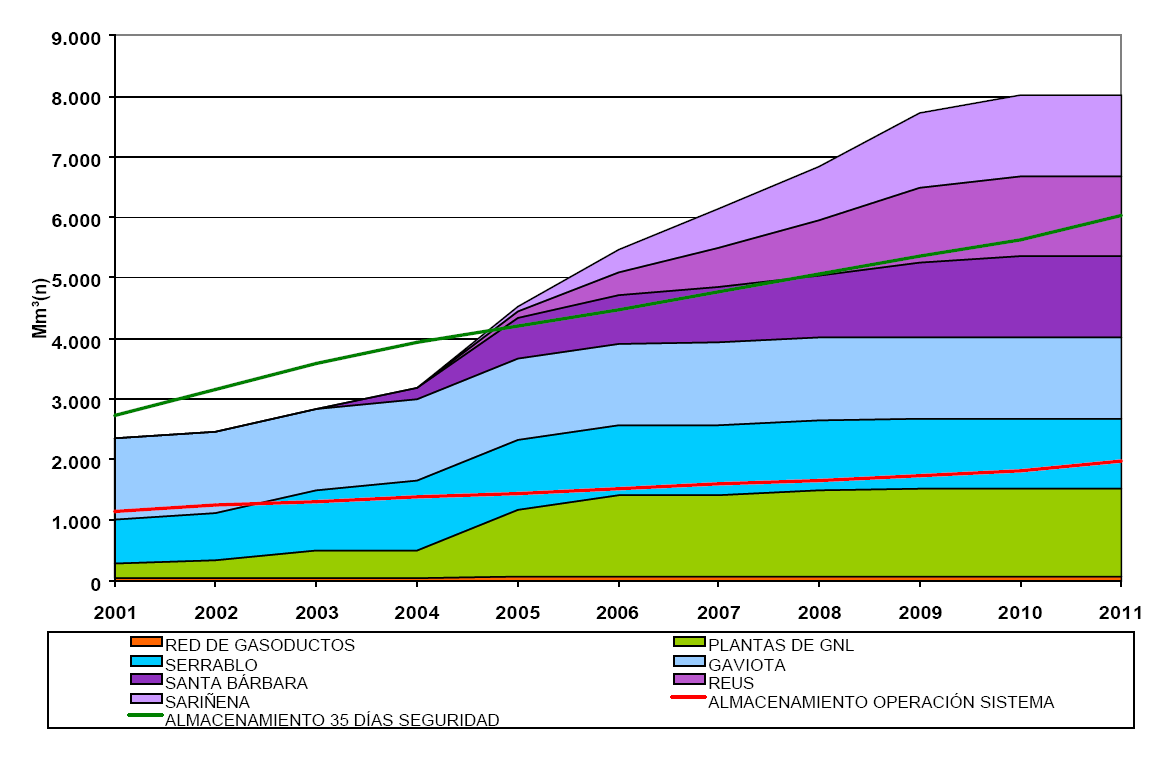 9.000
8.000
7.000
6.000
5.000
4.000
3.000
2.000
1.000
0
Mm³(n)
2001 2002 2003 2004 2005 2006 2007 2008 2009 2010 2011
RED DE GASODUCTOS PLANTAS DE GNL
SERRABLO GAVIOTA
SANTA BÁRBARA REUS
SARIÑENA ALMACENAMIENTO OPERACIÓN SISTEMA
ALMACENAMIENTO 35 DÍAS SEGURIDAD